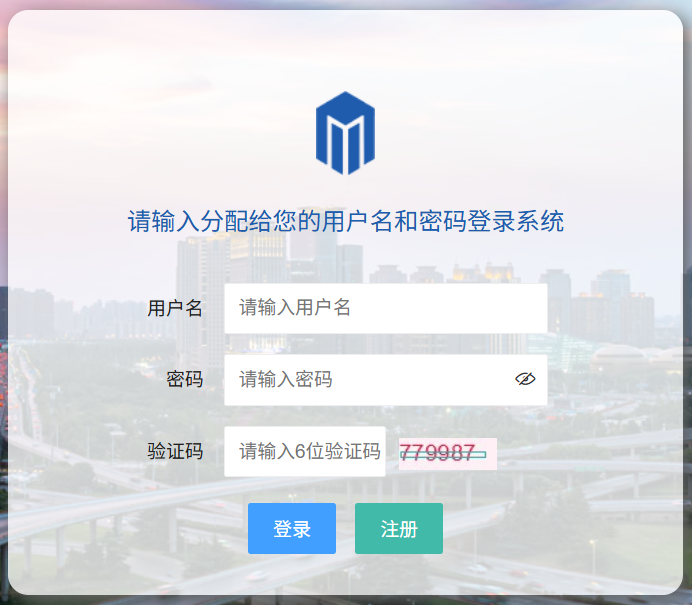 请输入分配给您的用户名和密码登录系统
用户名 请输入用户名
密码 请输入密码
验证码 请输入6位验证码 779987
登录 注册